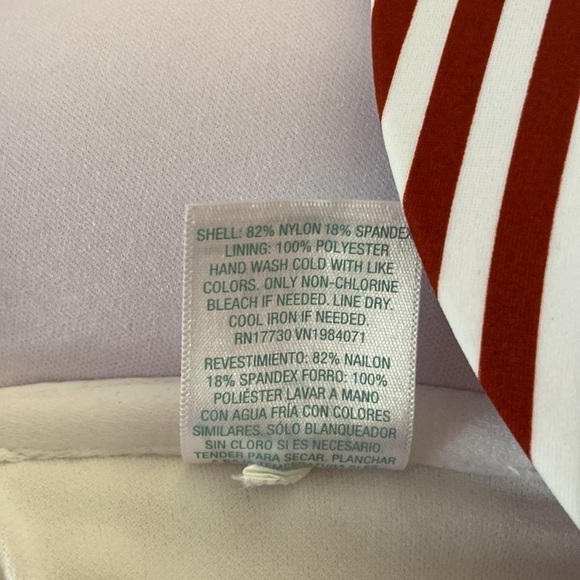 SHELL: 82% NYLON 18% SPANDEX
LINING: 100% POLYESTER
HAND WASH COLD WITH LIKE
COLORS. ONLY NON-CHLORINE
BLEACH IF NEEDED. LINE DRY.
COOL IRON IF NEEDED.
RN17730 VN1984071
REVESTIMIENTO: 82% NAILON
18% SPANDEX FORRO: 100%
POLIÉSTER LAVAR A MANO
CON AGUA FRÍA CON COLORES
SIMILARES. SÓLO BLANQUEADOR
SIN CLORO SI ES NECESARIO.
TENDER PARA SECAR. PLANCHAR